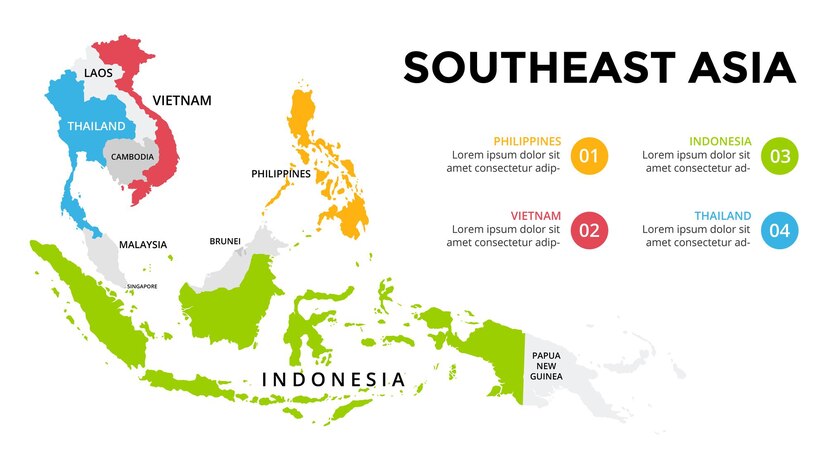 SOUTHEAST ASIA
LAOS
VIETNAM
THAILAND
CAMBODIA
PHILIPPINES
MALAYSIA
BRUNEI
SINGAPORE
INDONESIA
PAPUA
NEW
GUINEA
PHILIPPINES
Lorem ipsum dolor sit
amet consectetur adip-
01
INDONESIA
Lorem ipsum dolor sit
amet consectetur ad-
03
VIETNAM
Lorem ipsum dolor sit
amet consectetur adip-
02
THAILAND
Lorem ipsum dolor sit
amet consectetur ad-
04